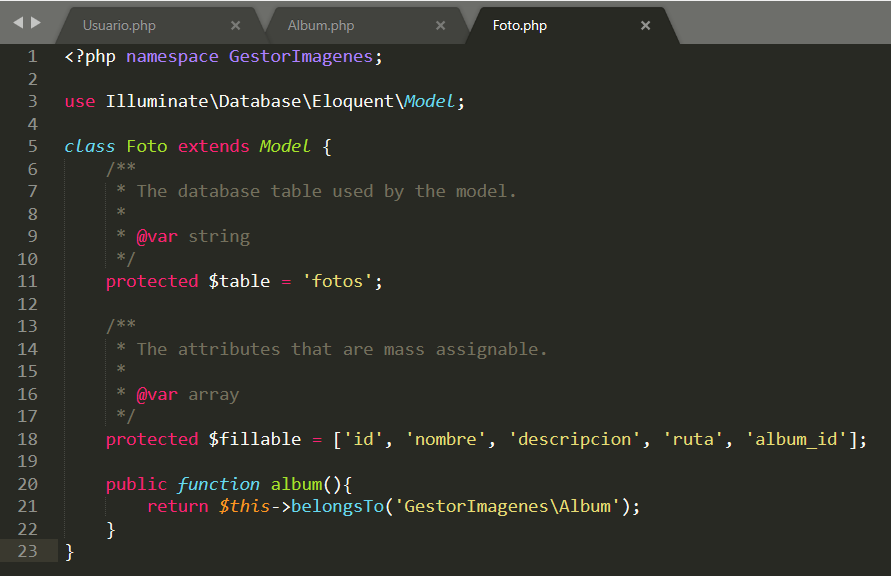 Usuario.php × Album.php × Foto.php ×
1 <?php namespace GestorImagenes;
2
3 use Illuminate\Database\Eloquent\Model;
4
5 class Foto extends Model {
6     /**
7      * The database table used by the model.
8      *
9      * @var string
10      */
11     protected $table = 'fotos';
12
13     /**
14      * The attributes that are mass assignable.
15      *
16      * @var array
17      */
18     protected $fillable = ['id', 'nombre', 'descripcion', 'ruta', 'album_id'];
19
20     public function album(){
21         return $this->belongsTo('GestorImagenes\Album');
22     }
23 }